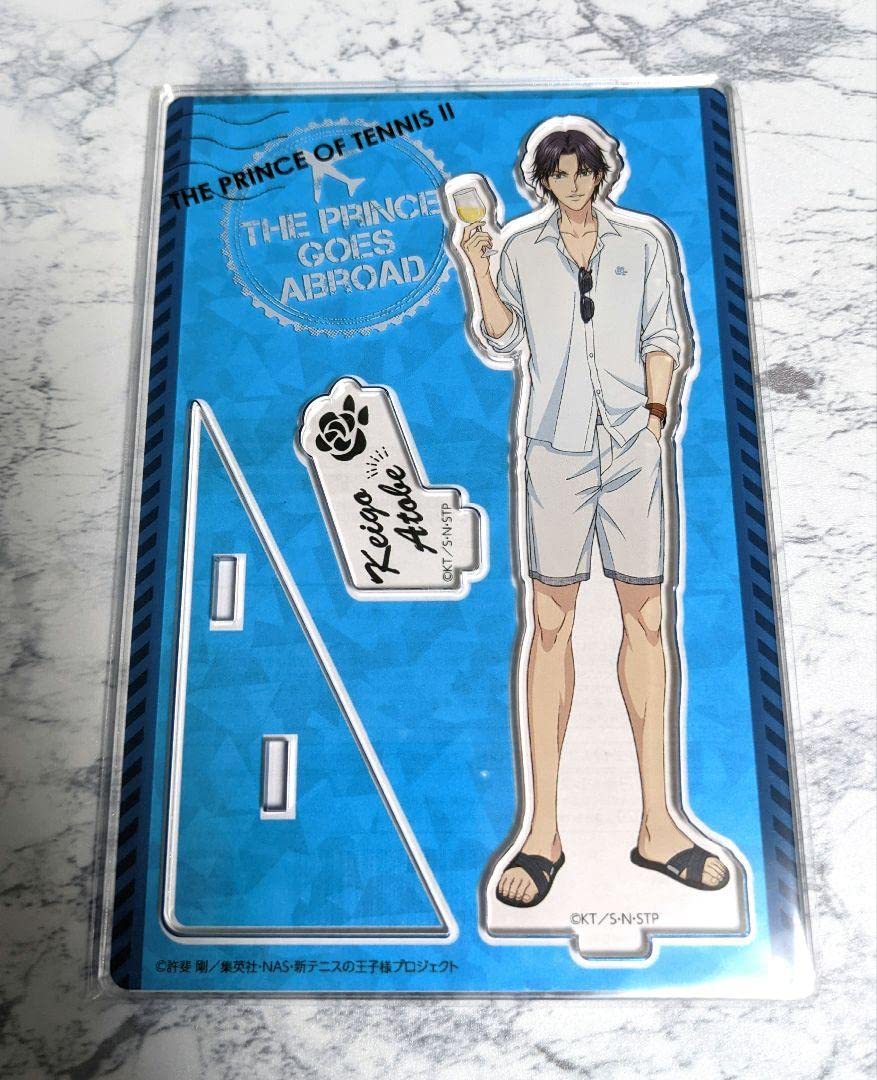 THE PRINCE OF TENNIS II
THE PRINCE
GOES
ABROAD
Keigo
Atobe
©KT/S·N·STP
©KT/S·N·STP
©許斐 剛/集英社・NAS・新テニスの王子様プロジェクト